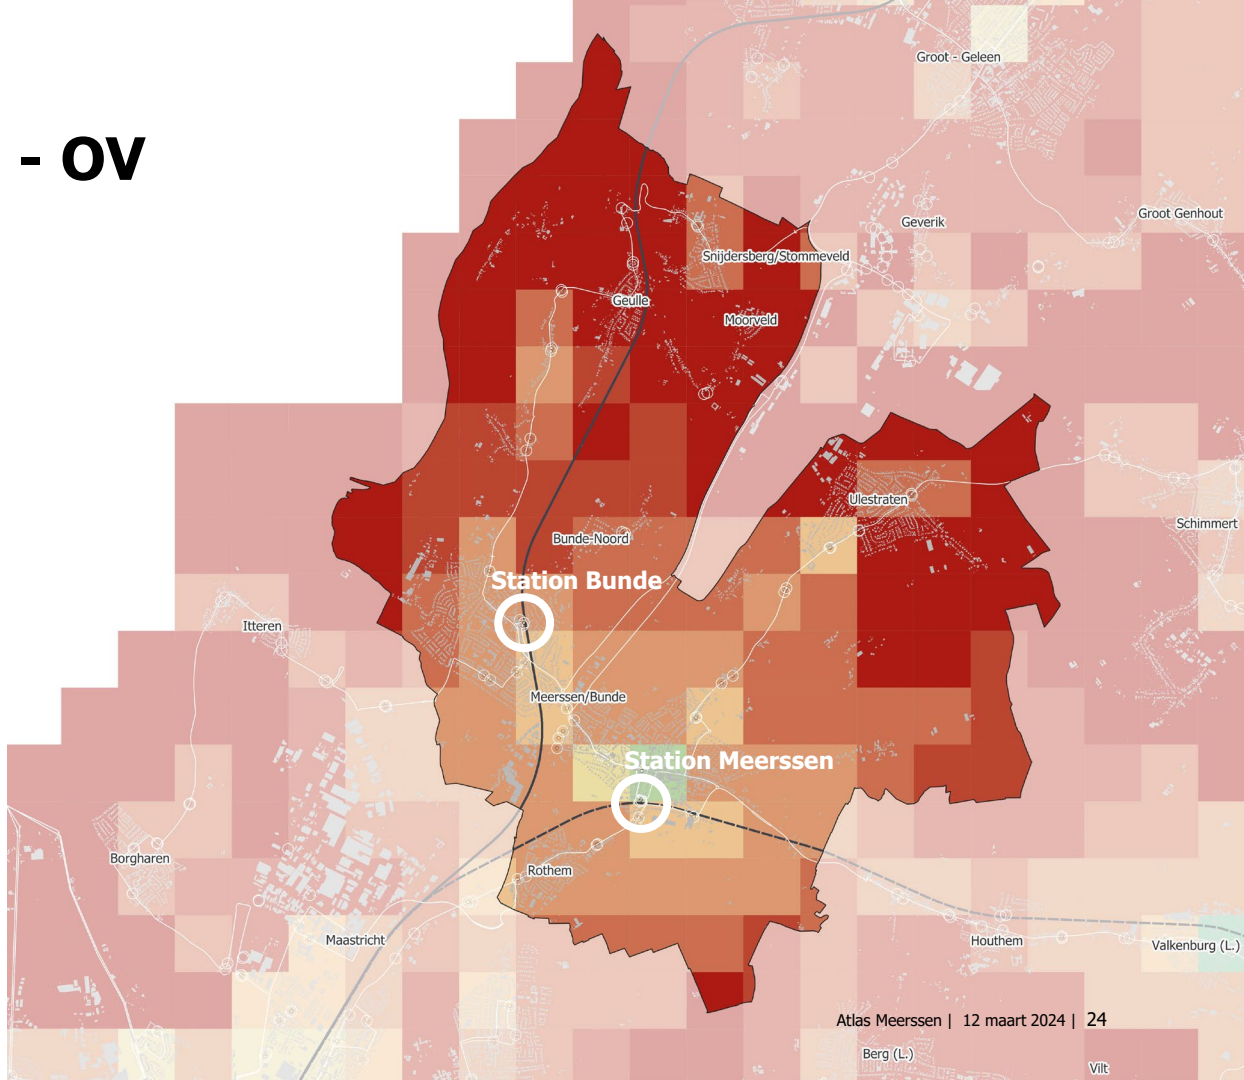 - OV
Groot - Geleen
Groot Genhout
Geverik
Snijdersberg/Stommeveld
Geulle
Moorveld
Ulestraten
Schimmert
Bunde-Noord
Station Bunde
Itteren
Meerssen/Bunde
Station Meerssen
Borgharen
Rothem
Maastricht
Houthem
Valkenburg (L.)
Atlas Meerssen | 12 maart 2024 | 24
Berg (L.)
Vilt